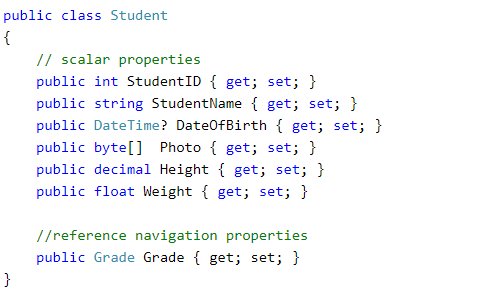 public class Student
{
    // scalar properties
    public int StudentID { get; set; }
    public string StudentName { get; set; }
    public DateTime? DateOfBirth { get; set; }
    public byte[]  Photo { get; set; }
    public decimal Height { get; set; }
    public float Weight { get; set; }

    //reference navigation properties
    public Grade Grade { get; set; }
}